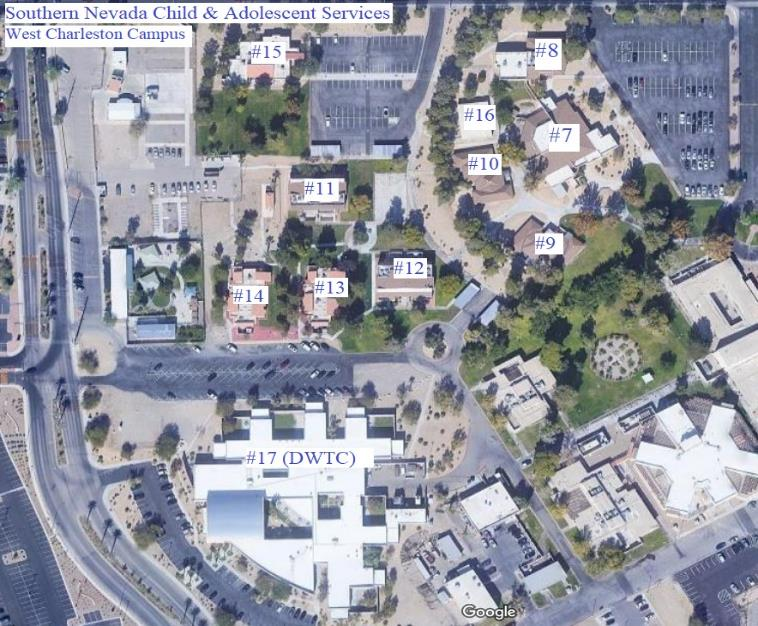 Southern Nevada Child & Adolescent Services
West Charleston Campus
#15
#8
#16
#7
#10
#11
#9
#12
#14
#13
#17 (DWTC)
Google